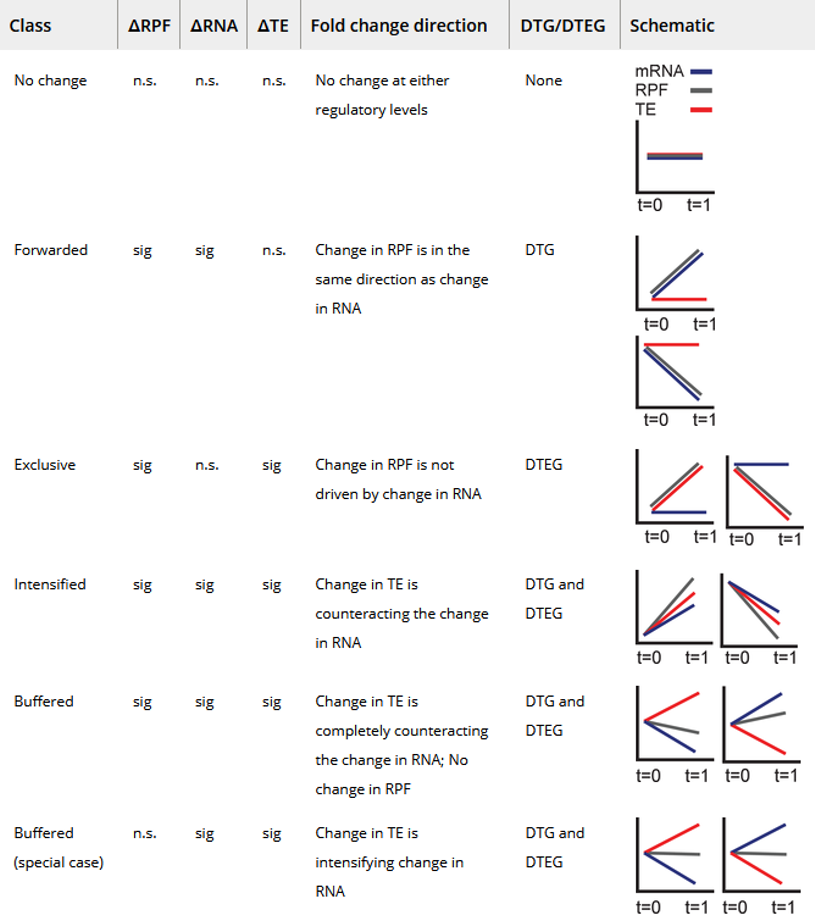 Class ΔRPF ΔRNA ΔTE Fold change direction DTG/DTEG Schematic
No change n.s. n.s. n.s. No change at either None
regulatory levels
mRNA
RPF
TE
t=0 t=1
Forwarded sig sig n.s. Change in RPF is in the DTG
same direction as change
in RNA
t=0 t=1
t=0 t=1
Exclusive sig n.s. sig Change in RPF is not DTEG
driven by change in RNA
t=0 t=1 t=0 t=1
Intensified sig sig sig Change in TE is DTG and
counteracting the change DTEG
in RNA
t=0 t=1 t=0 t=1
Buffered sig sig sig Change in TE is DTG and
completely counteracting DTEG
the change in RNA; No
change in RPF
t=0 t=1 t=0 t=1
Buffered n.s. sig sig Change in TE is DTG and
(special case) intensifying change in DTEG
RNA
t=0 t=1 t=0 t=1